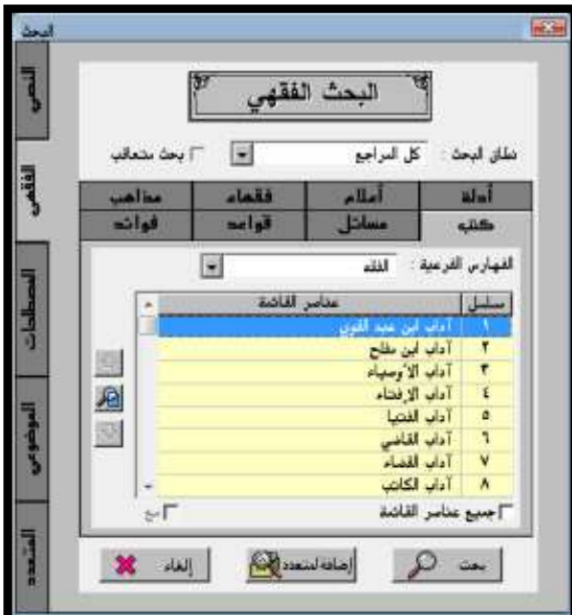 البحث
البحث الفقهي
نطاق البحث : كل المراجع
بحث متعاقب
أدلة أعلام فقهاء مذاهب
كتب مسائل قواعد فوائد
الفهارس الفرعية : الفقه
مسلسل عناصر القائمة
١ آداب ابن عبد القوي
٢ آداب ابن مفلح
٣ آداب الأوصياء
٤ آداب الإفتاء
٥ آداب الفتيا
٦ آداب القاضي
٧ آداب القضاء
٨ آداب الكاتب
جميع عناصر القائمة
بحث
إضافة لمتعدد
إلغاء
النصي
الفقهى
المصطلحات
الموضوعي
المتعدد